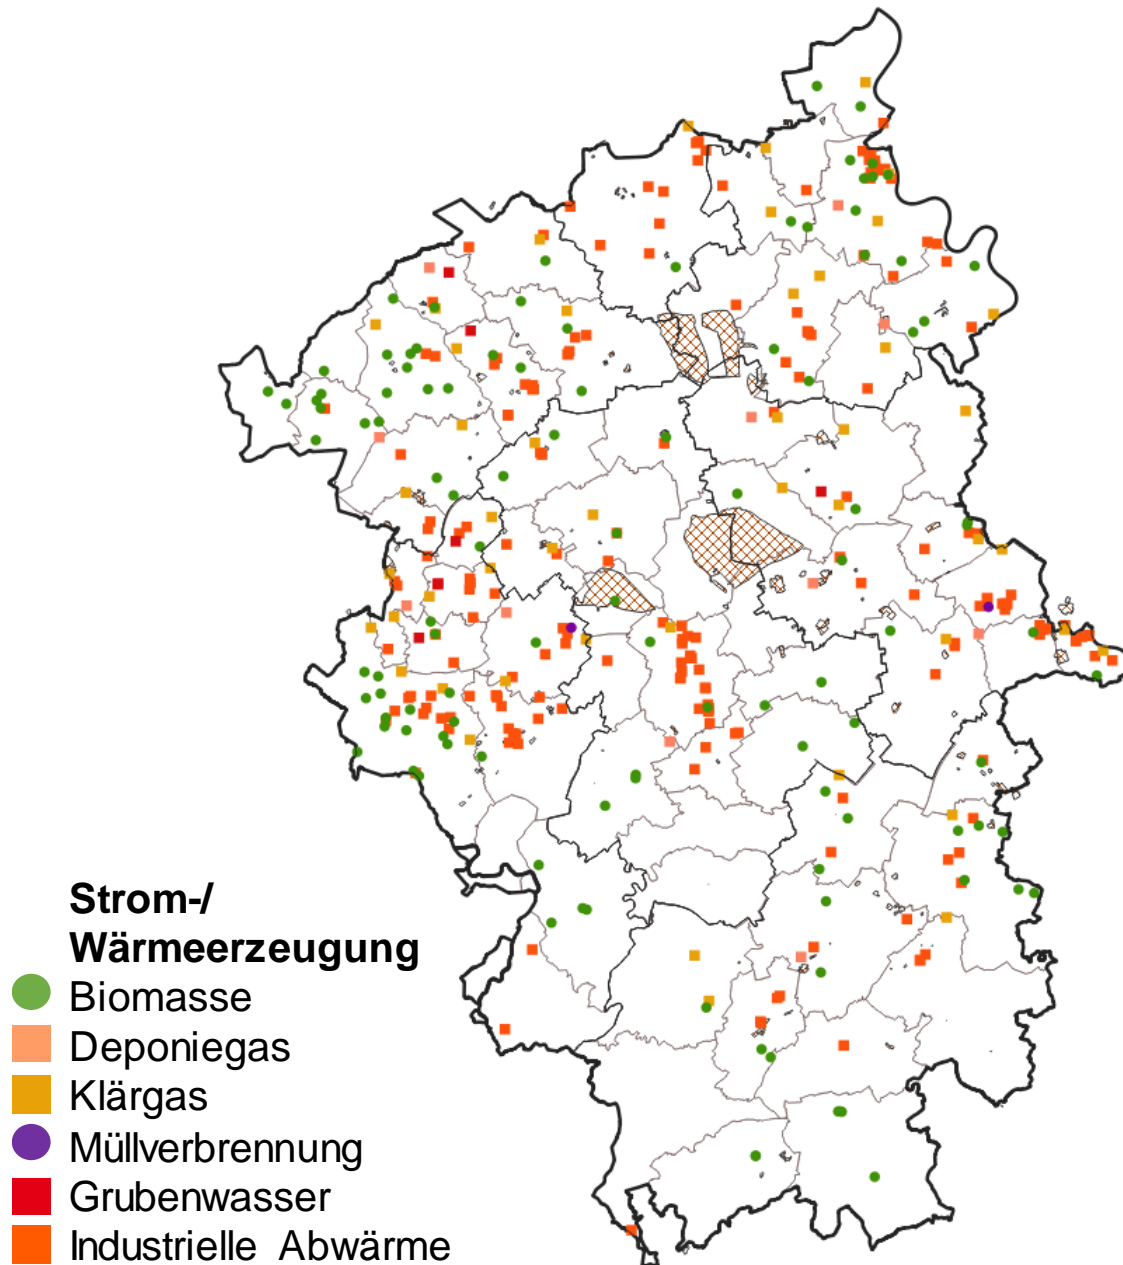 Strom-/
Wärmeerzeugung
Biomasse
Deponiegas
Klärgas
Müllverbrennung
Grubenwasser
Industrielle Abwärme